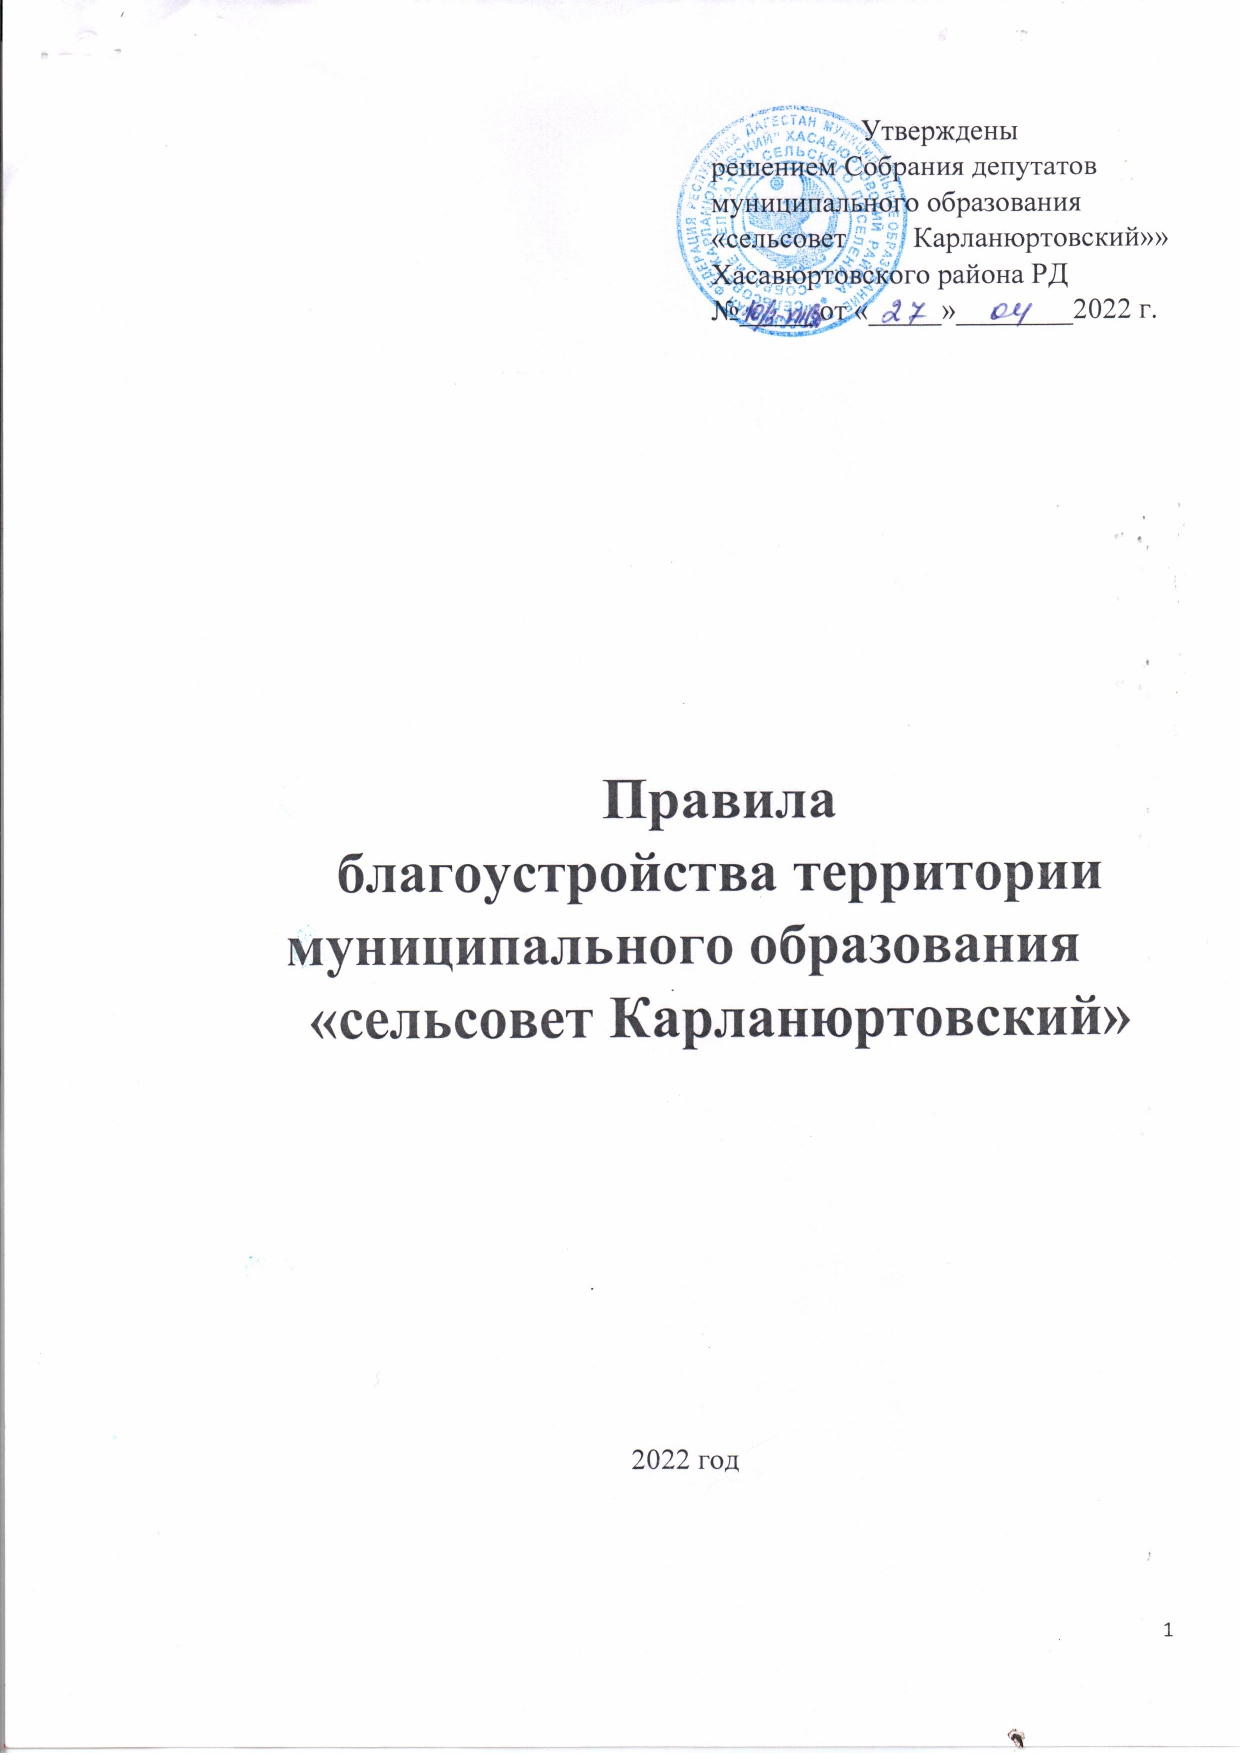 Утверждены
решением Собрания депутатов
муниципального образования
«сельсовет Карланюртовский»»
Хасавюртовского района РД
№ от «27» 04 2022 г.
Правила
благоустройства территории
муниципального образования
«сельсовет Карланюртовский»
2022 год
1